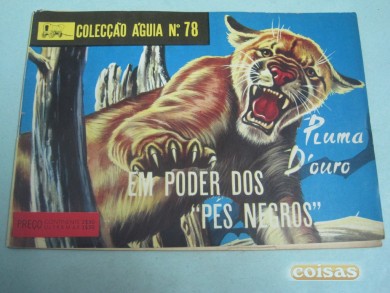 COLECÇÃO ÁGUIA N.º 78
Pluma
D'ouro
EM PODER DOS
"PÉS NEGROS"
PREÇO
coisas